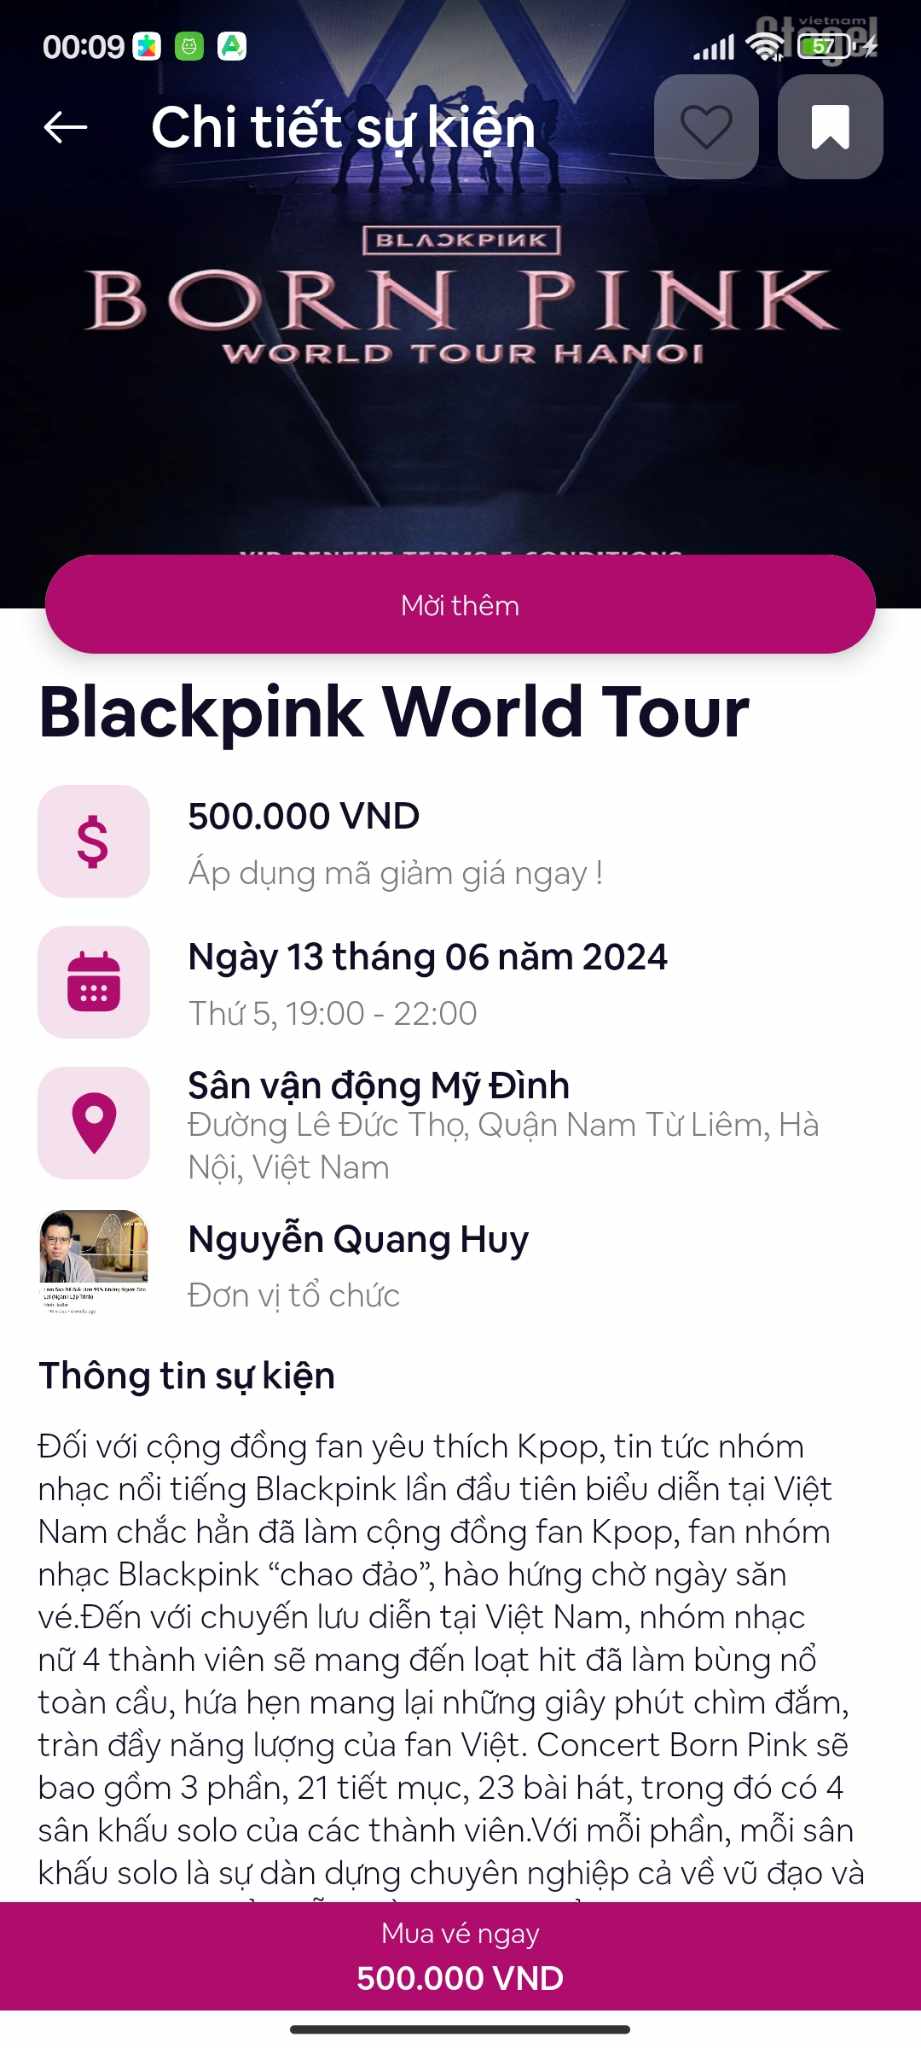 00:09
vietnam
Stage!
57
Chi tiết sự kiện
BLACKPINK
BORN PINK
WORLD TOUR HANOI
VIP BENEFIT TERMS & CONDITIONS
Mời thêm
Blackpink World Tour
500.000 VND
Áp dụng mã giảm giá ngay !
Ngày 13 tháng 06 năm 2024
Thứ 5, 19:00 - 22:00
Sân vận động Mỹ Đình
Đường Lê Đức Thọ, Quận Nam Từ Liêm, Hà
Nội, Việt Nam
Nguyễn Quang Huy
Đơn vị tổ chức
Thông tin sự kiện
Đối với cộng đồng fan yêu thích Kpop, tin tức nhóm
nhạc nổi tiếng Blackpink lần đầu tiên biểu diễn tại Việt
Nam chắc hẳn đã làm cộng đồng fan Kpop, fan nhóm
nhạc Blackpink “chao đảo”, hào hứng chờ ngày săn
vé.Đến với chuyến lưu diễn tại Việt Nam, nhóm nhạc
nữ 4 thành viên sẽ mang đến loạt hit đã làm bùng nổ
toàn cầu, hứa hẹn mang lại những giây phút chìm đắm,
tràn đầy năng lượng của fan Việt. Concert Born Pink sẽ
bao gồm 3 phần, 21 tiết mục, 23 bài hát, trong đó có 4
sân khấu solo của các thành viên.Với mỗi phần, mỗi sân
khấu solo là sự dàn dựng chuyên nghiệp cả về vũ đạo và
Mua vé ngay
500.000 VND